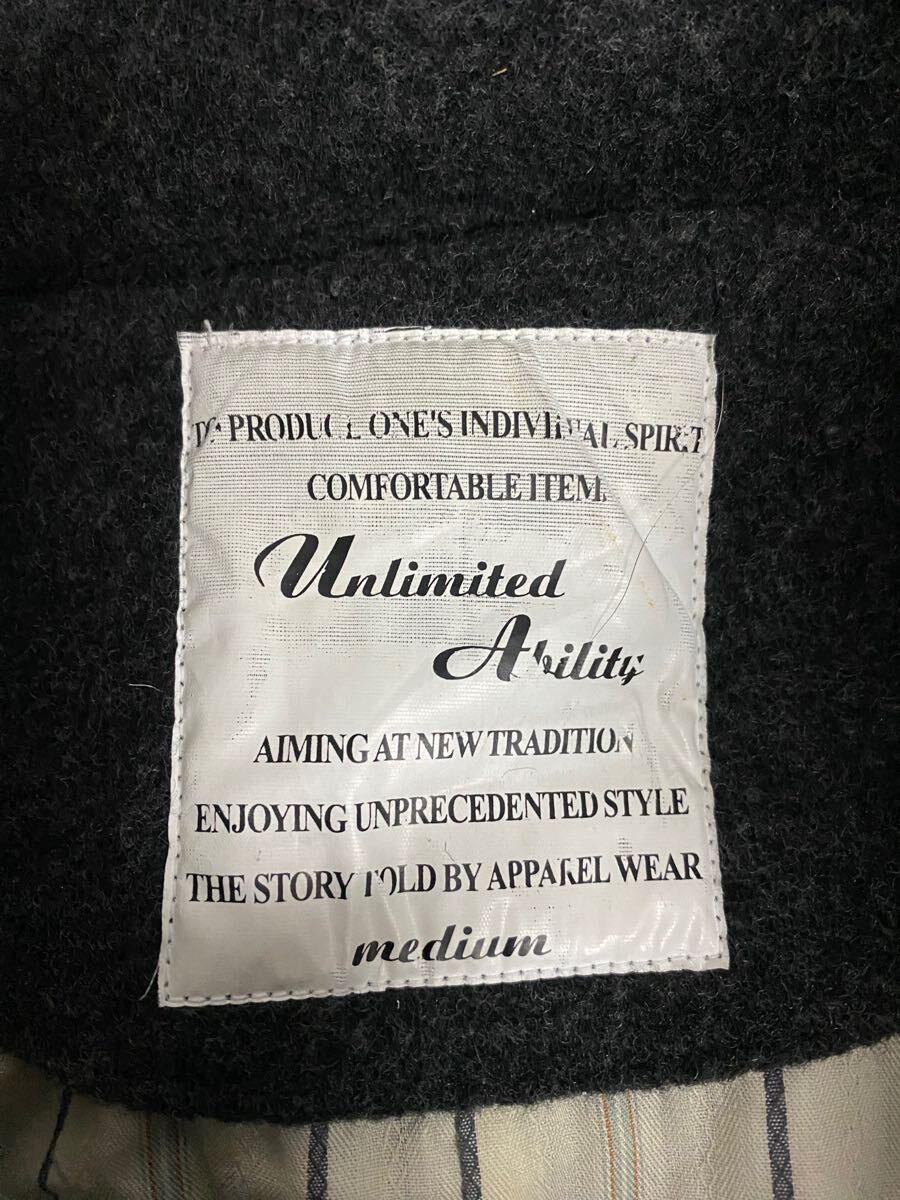 TO PRODUCE ONE'S INDIVIDUAL SPIRIT
COMFORTABLE ITEM.
Unlimited
Ability
AIMING AT NEW TRADITION
ENJOYING UNPRECEDENTED STYLE
THE STORY TOLD BY APPAREL WEAR
medium